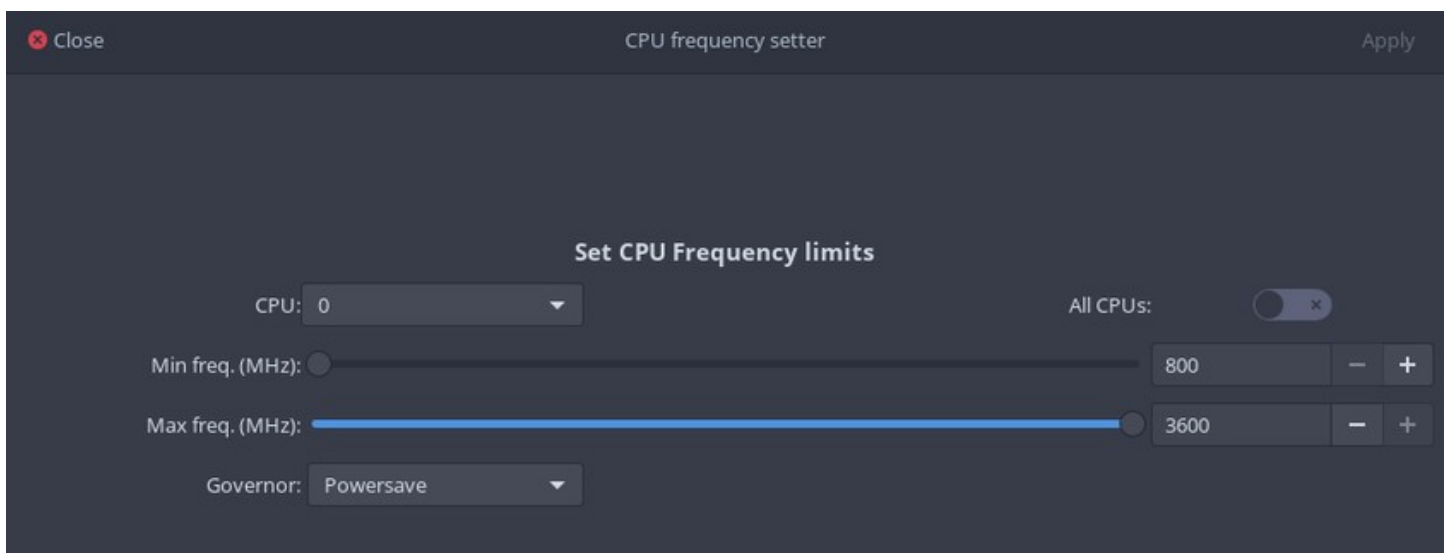 Close CPU frequency setter Apply
Set CPU Frequency limits
CPU: 0 All CPUs:
Min freq. (MHz): 800 − +
Max freq. (MHz): 3600 − +
Governor: Powersave